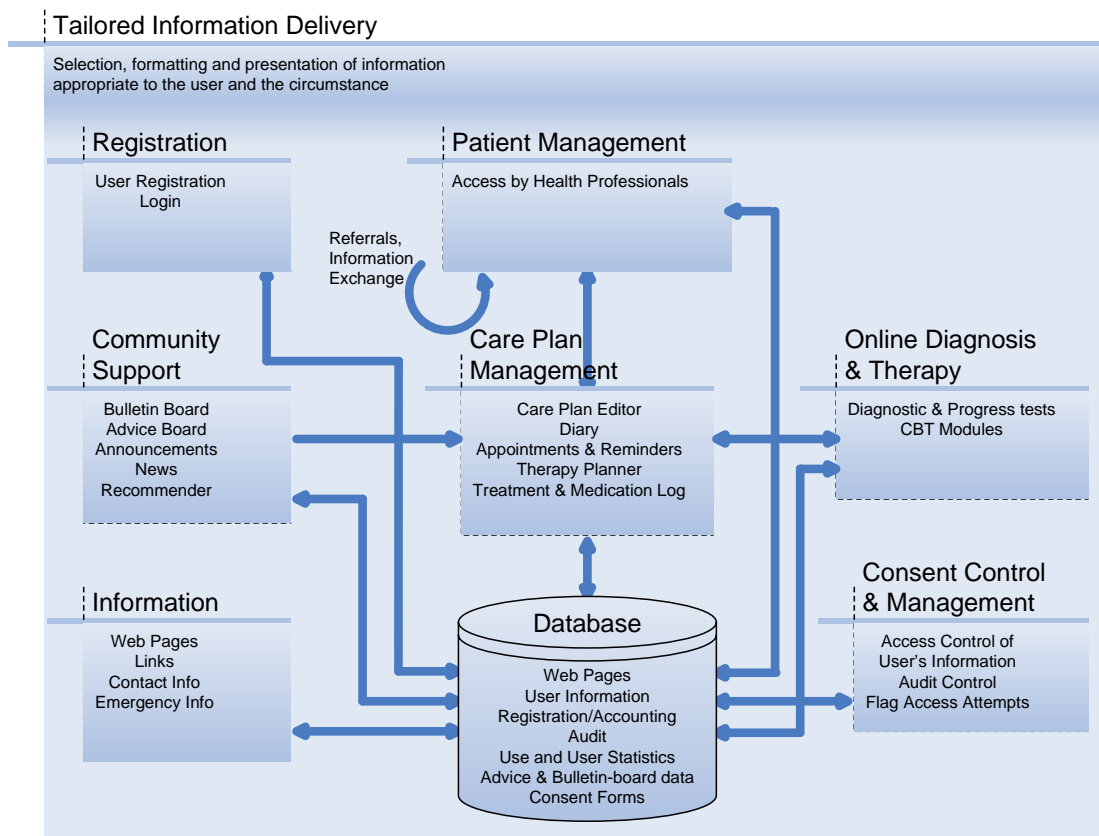 Tailored Information Delivery
Selection, formatting and presentation of information
appropriate to the user and the circumstance
Registration
User Registration
Login
Patient Management
Access by Health Professionals
Referrals,
Information
Exchange
Community
Support
Bulletin Board
Advice Board
Announcements
News
Recommender
Care Plan
Management
Care Plan Editor
Diary
Appointments & Reminders
Therapy Planner
Treatment & Medication Log
Online Diagnosis
& Therapy
Diagnostic & Progress tests
CBT Modules
Information
Web Pages
Links
Contact Info
Emergency Info
Database
Web Pages
User Information
Registration/Accounting
Audit
Use and User Statistics
Advice & Bulletin-board data
Consent Forms
Consent Control
& Management
Access Control of
User's Information
Audit Control
Flag Access Attempts